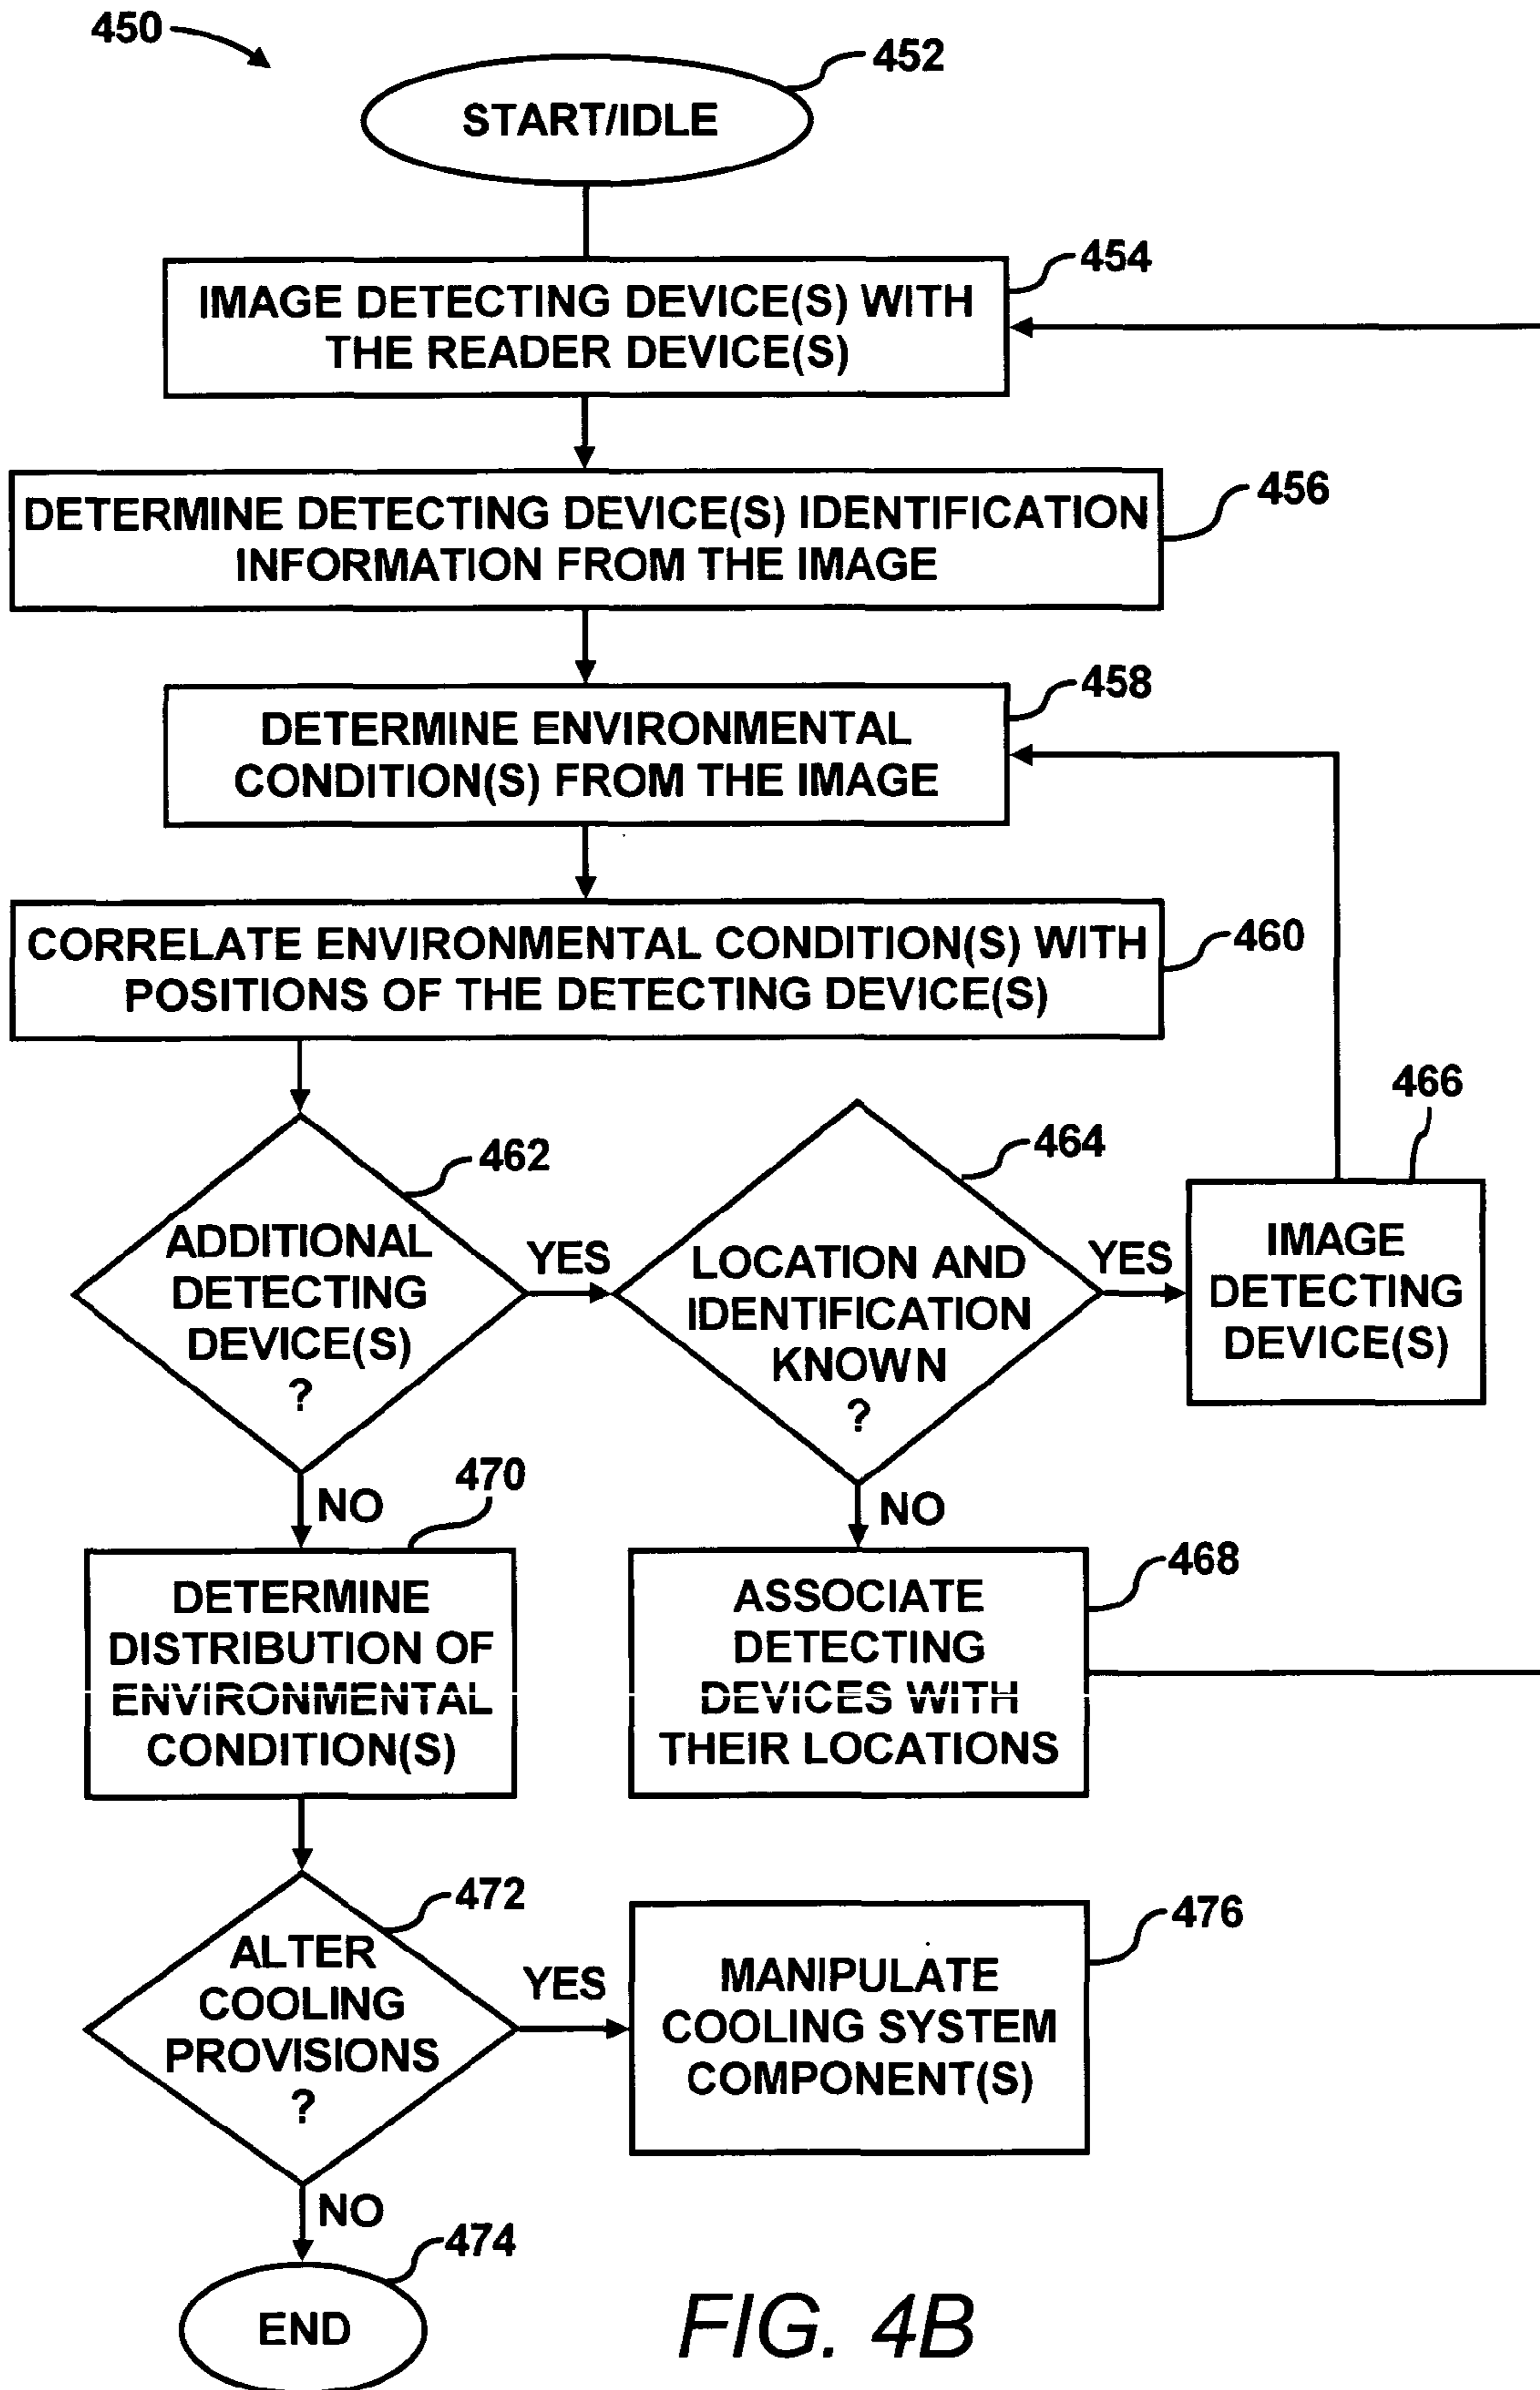 450
452
START/IDLE
454
IMAGE DETECTING DEVICE(S) WITH
THE READER DEVICE(S)
456
DETERMINE DETECTING DEVICE(S) IDENTIFICATION
INFORMATION FROM THE IMAGE
458
DETERMINE ENVIRONMENTAL
CONDITION(S) FROM THE IMAGE
460
CORRELATE ENVIRONMENTAL CONDITION(S) WITH
POSITIONS OF THE DETECTING DEVICE(S)
462
ADDITIONAL
DETECTING
DEVICE(S)
?
YES
464
LOCATION AND
IDENTIFICATION
KNOWN
?
YES
466
IMAGE
DETECTING
DEVICE(S)
NO
470
DETERMINE
DISTRIBUTION OF
ENVIRONMENTAL
CONDITION(S)
NO
468
ASSOCIATE
DETECTING
DEVICES WITH
THEIR LOCATIONS
472
ALTER
COOLING
PROVISIONS
?
YES
476
MANIPULATE
COOLING SYSTEM
COMPONENT(S)
NO
474
END
FIG. 4B